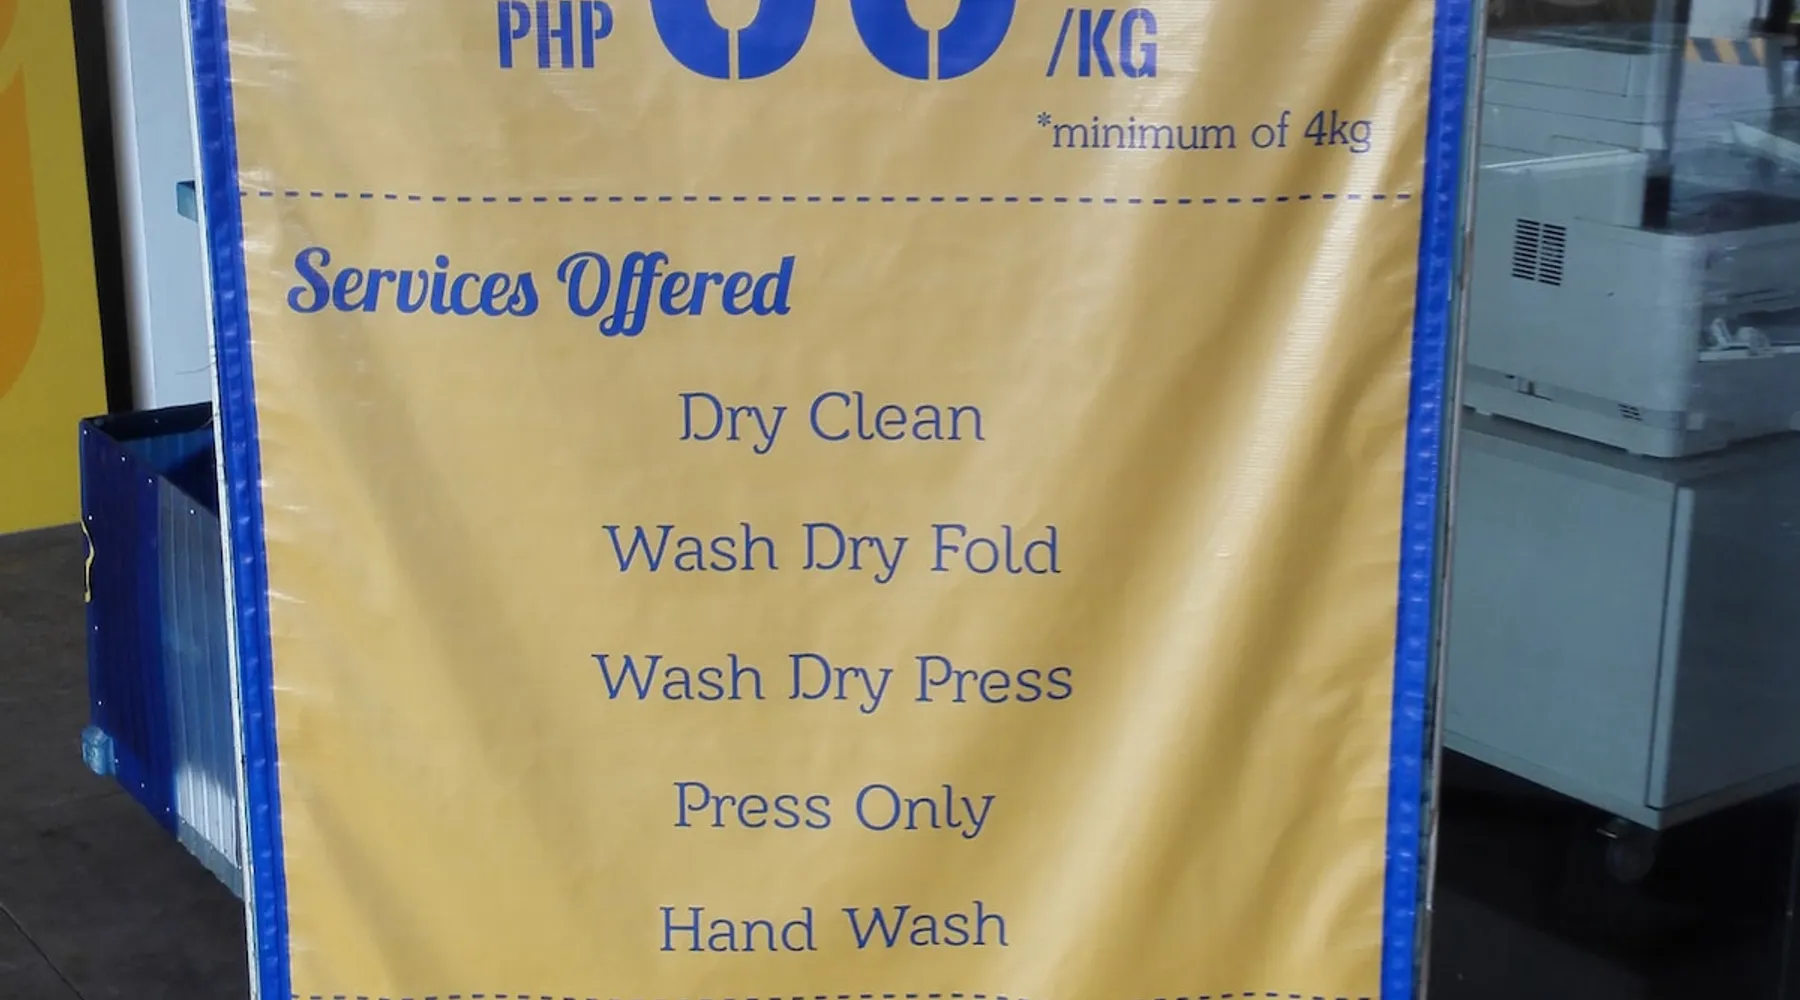 PHP /KG
*minimum of 4kg
Services Offered
Dry Clean
Wash Dry Fold
Wash Dry Press
Press Only
Hand Wash